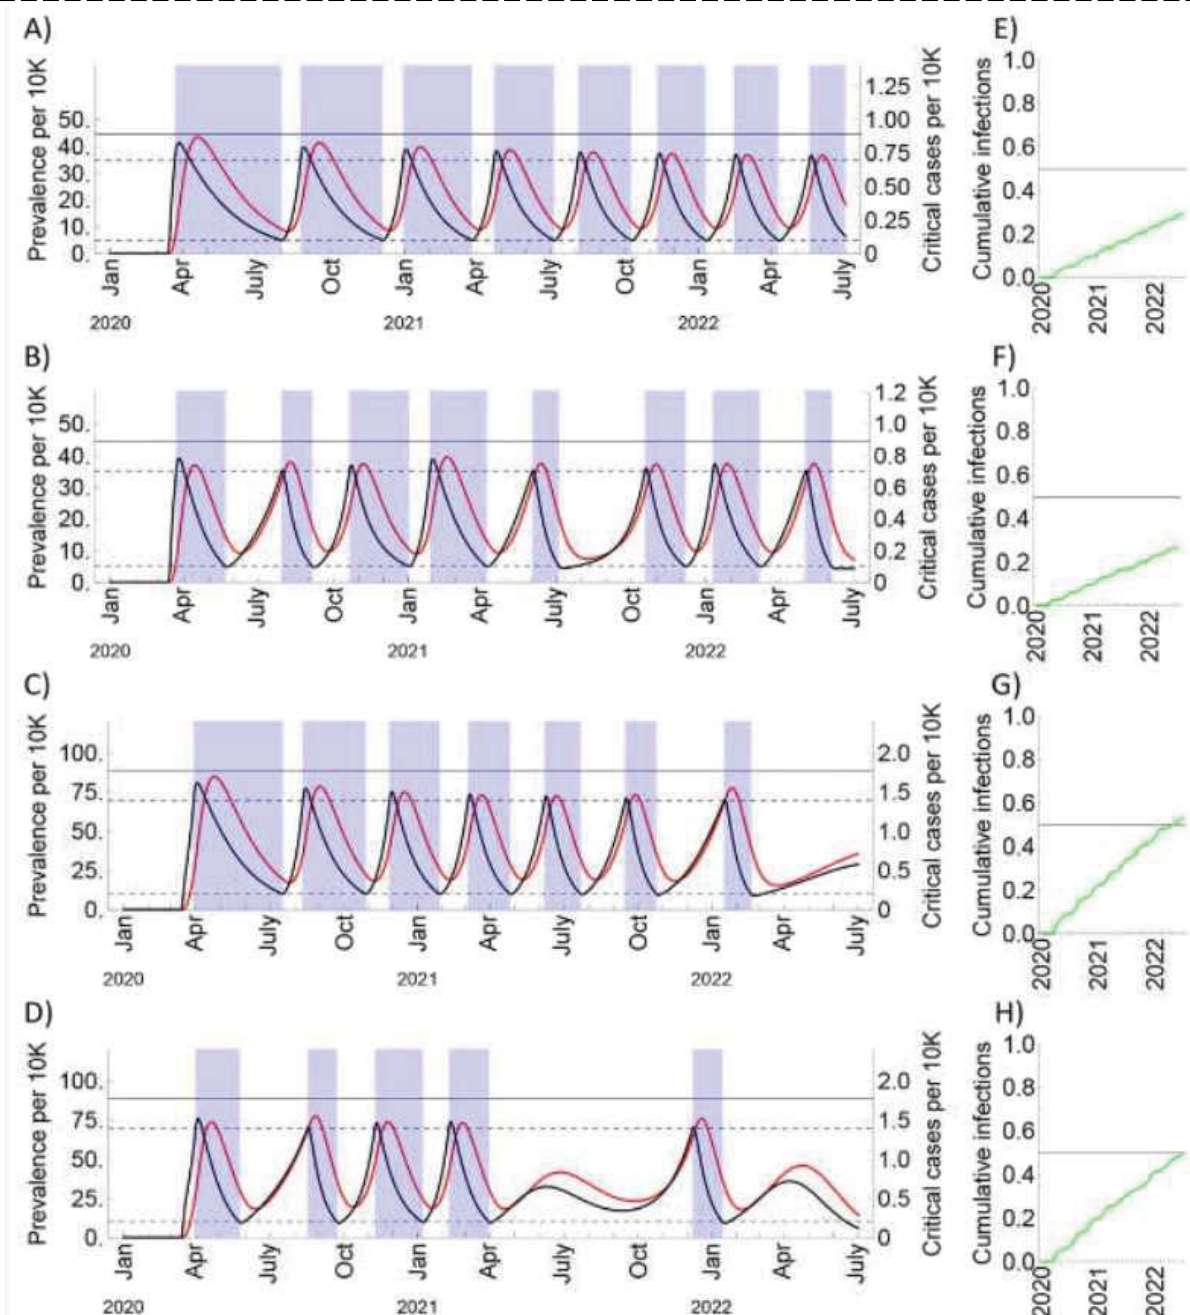 A)
Prevalence per 10K
50.
40.
30.
20.
10.
0.
1.25
1.00
0.75
0.50
0.25
0
Critical cases per 10K
Jan Apr July Oct Jan Apr July Oct Jan Apr July
2020 2021 2022
E)
Cumulative infections
1.0
0.8
0.6
0.4
0.2
0.0
2020 2021 2022
B)
Prevalence per 10K
50.
40.
30.
20.
10.
0.
1.2
1.0
0.8
0.6
0.4
0.2
0
Critical cases per 10K
Jan Apr July Oct Jan Apr July Oct Jan Apr July
2020 2021 2022
F)
Cumulative infections
1.0
0.8
0.6
0.4
0.2
0.0
2020 2021 2022
C)
Prevalence per 10K
100.
75.
50.
25.
0.
2.0
1.5
1.0
0.5
0
Critical cases per 10K
Jan Apr July Oct Jan Apr July Oct Jan Apr July
2020 2021 2022
G)
Cumulative infections
1.0
0.8
0.6
0.4
0.2
0.0
2020 2021 2022
D)
Prevalence per 10K
100.
75.
50.
25.
0.
2.0
1.5
1.0
0.5
0
Critical cases per 10K
Jan Apr July Oct Jan Apr July Oct Jan Apr July
2020 2021 2022
H)
Cumulative infections
1.0
0.8
0.6
0.4
0.2
0.0
2020 2021 2022